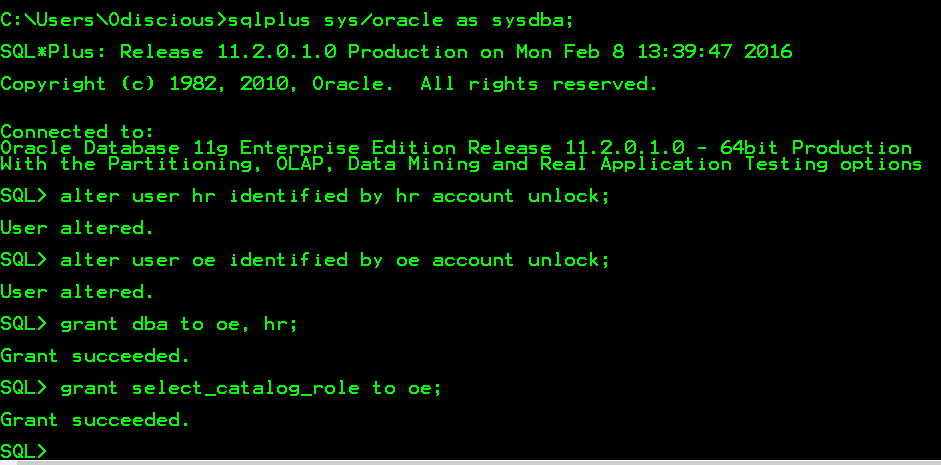 C:\Users\Odiscious>sqlplus sys/oracle as sysdba;
SQL*Plus: Release 11.2.0.1.0 Production on Mon Feb 8 13:39:47 2016
Copyright (c) 1982, 2010, Oracle.  All rights reserved.
Connected to:
Oracle Database 11g Enterprise Edition Release 11.2.0.1.0 - 64bit Production
With the Partitioning, OLAP, Data Mining and Real Application Testing options
SQL> alter user hr identified by hr account unlock;
User altered.
SQL> alter user oe identified by oe account unlock;
User altered.
SQL> grant dba to oe, hr;
Grant succeeded.
SQL> grant select_catalog_role to oe;
Grant succeeded.
SQL>